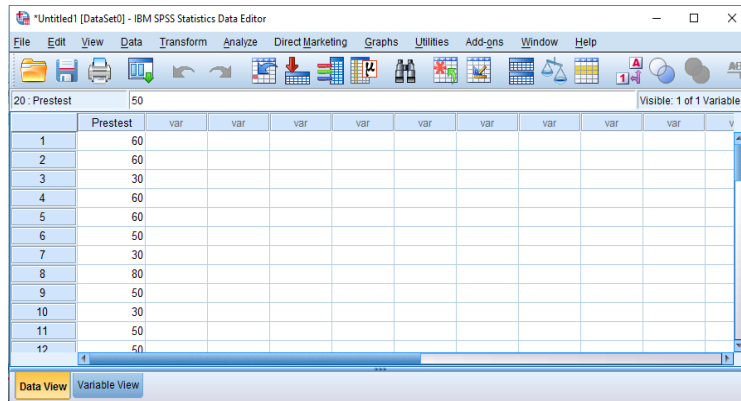 *Untitled1 [DataSet0] - IBM SPSS Statistics Data Editor
File Edit View Data Transform Analyze Direct Marketing Graphs Utilities Add-ons Window Help
20 : Prestest 50 Visible: 1 of 1 Variable
Prestest var var var var var var var var v
1 60
2 60
3 30
4 60
5 60
6 50
7 30
8 80
9 50
10 30
11 50
12 50
Data View Variable View